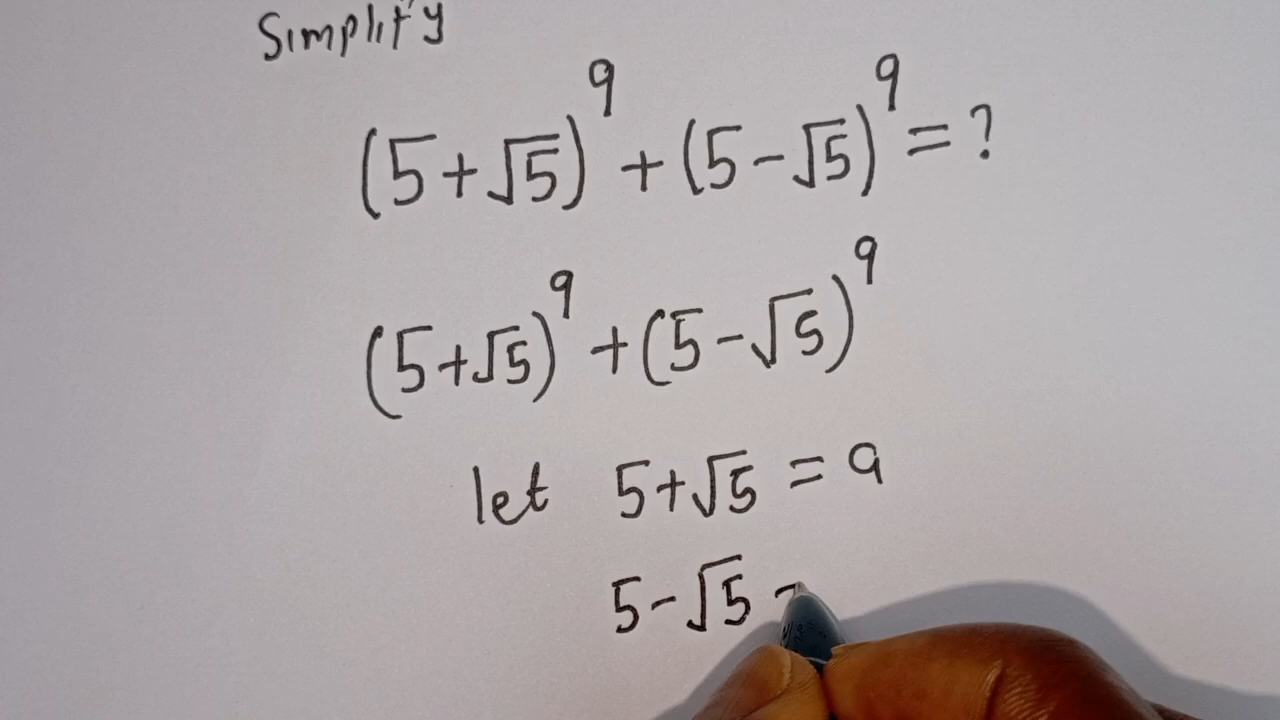 Simplify
(5+√5)⁹ + (5-√5)⁹ = ?
(5+√5)⁹ + (5-√5)⁹
let 5+√5 = a
5-√5 -